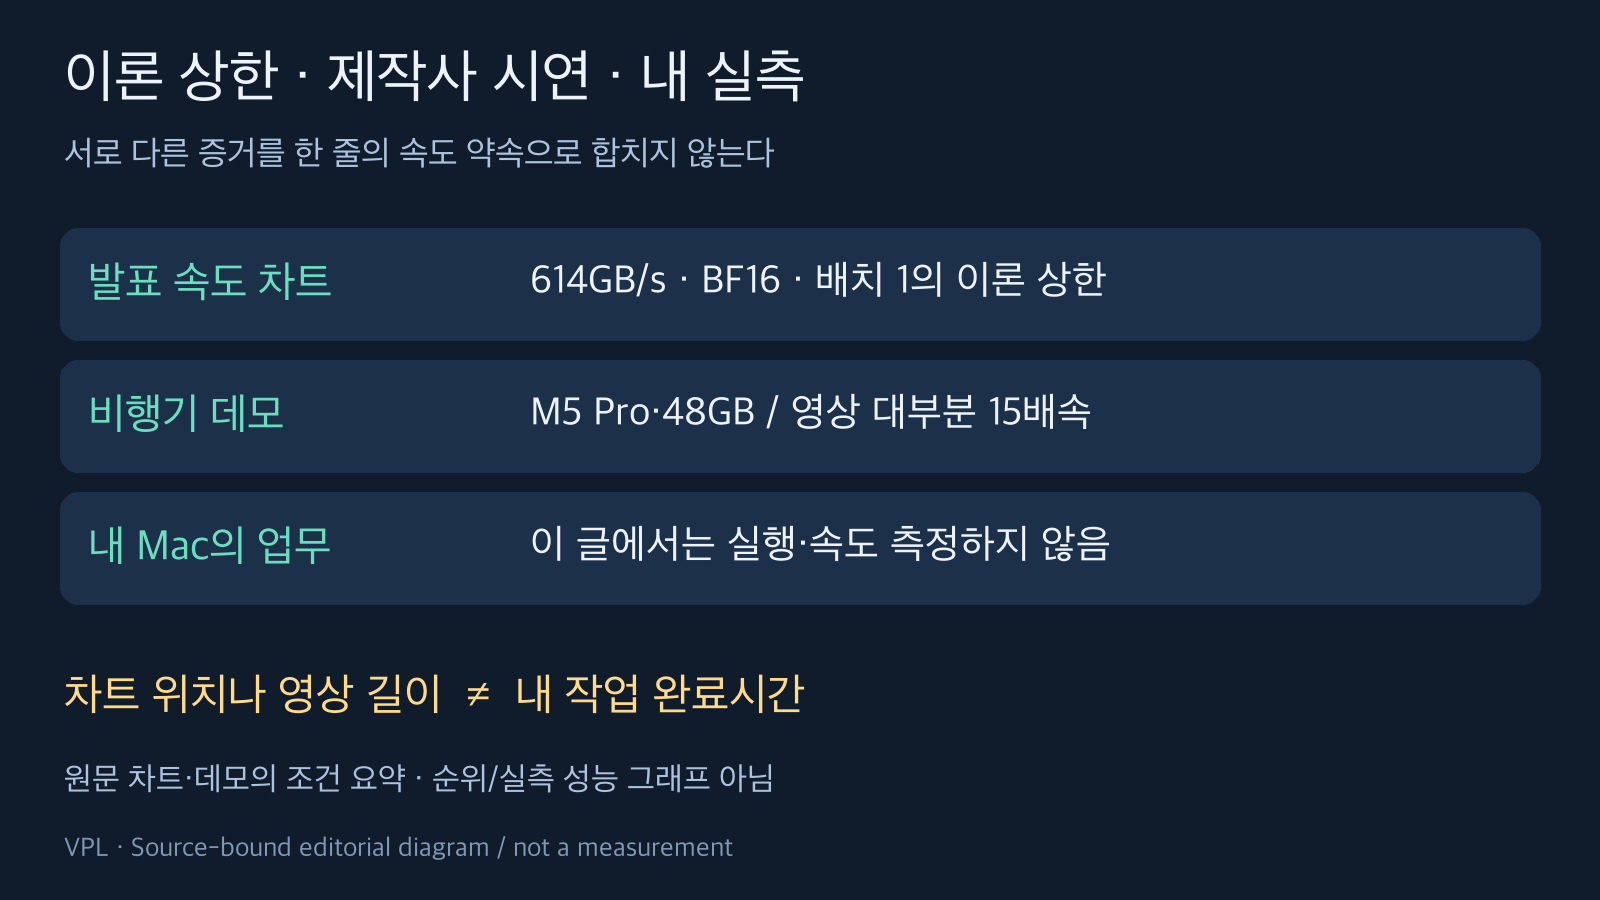 이론 상한 · 제작사 시연 · 내 실측
서로 다른 증거를 한 줄의 속도 약속으로 합치지 않는다
발표 속도 차트
614GB/s · BF16 · 배치 1의 이론 상한
비행기 데모
M5 Pro·48GB / 영상 대부분 15배속
내 Mac의 업무
이 글에서는 실행·속도 측정하지 않음
차트 위치나 영상 길이 ≠ 내 작업 완료시간
원문 차트·데모의 조건 요약 · 순위/실측 성능 그래프 아님
VPL · Source-bound editorial diagram / not a measurement